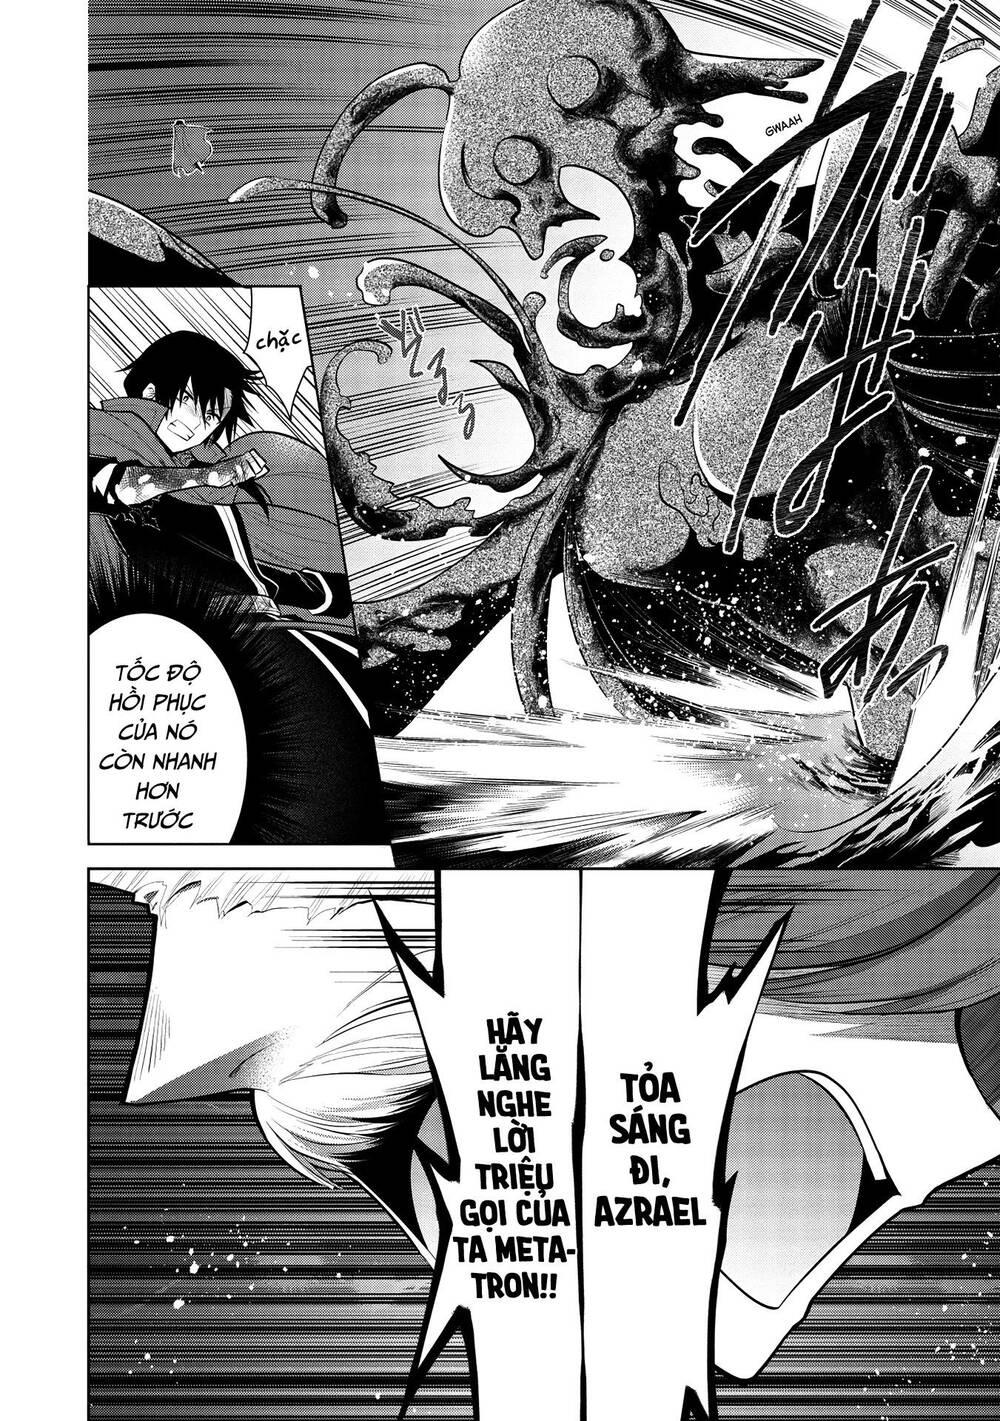 GWAAH
chặc
TỐC ĐỘ
HỒI PHỤC
CỦA NÓ
CÒN NHANH
HƠN
TRƯỚC
TỎA
SÁNG
ĐI,
AZRAEL
HÃY
LẮNG
NGHE
LỜI
TRIỆU
GỌI CỦA
TA META-
TRON!!